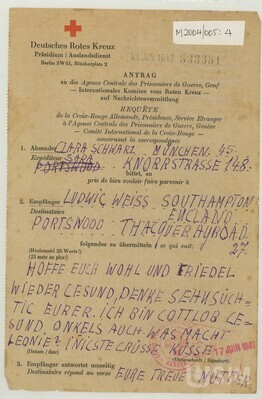 M2004/005:4
Deutsches Rotes Kreuz
Präsidium / Auslandsdienst
Berlin SW 61, Blücherplatz 2
333351
ANTRAG
an die Agence Centrale des Prisonniers de Guerre, Genf
— Internationales Komitee vom Roten Kreuz —
auf Nachrichtenvermittlung
REQUÊTE
de la Croix-Rouge Allemande, Présidence, Service Etranger
à l'Agence Centrale des Prisonniers de Guerre, Genève
— Comité International de la Croix-Rouge —
concernant la correspondance
1. Absender CLARA SCHWARZ MÜNCHEN. 45.
Expéditeur SARA
PORTSWOOD KNORRSTRASSE 148.
bittet, an
prie de bien vouloir faire parvenir à
2. Empfänger LUDWIG WEISS SOUTHAMPTON
Destinataire ENGLAND
PORTSWOOD THACQUER ROAD
27.
folgendes zu übermitteln / ce qui suit:
(Höchstzahl 25 Worte!)
(25 mots au plus!)
HOFFE EUCH WOHL UND FRIEDEL
WIEDER GESUND, DENKE SEHNSÜCH-
TIG EURER. ICH BIN GOTTLOB GE-
SUND, ONKELS AUCH. WAS MACHT
LEONIE? INIGSTE GRÜSSE KÜSSE
(Datum / date)
17 JUIN 1942
(Unterschrift / Signature)
3. Empfänger antwortet umseitig
Destinataire répond au verso
EURE TREUE MUTTER